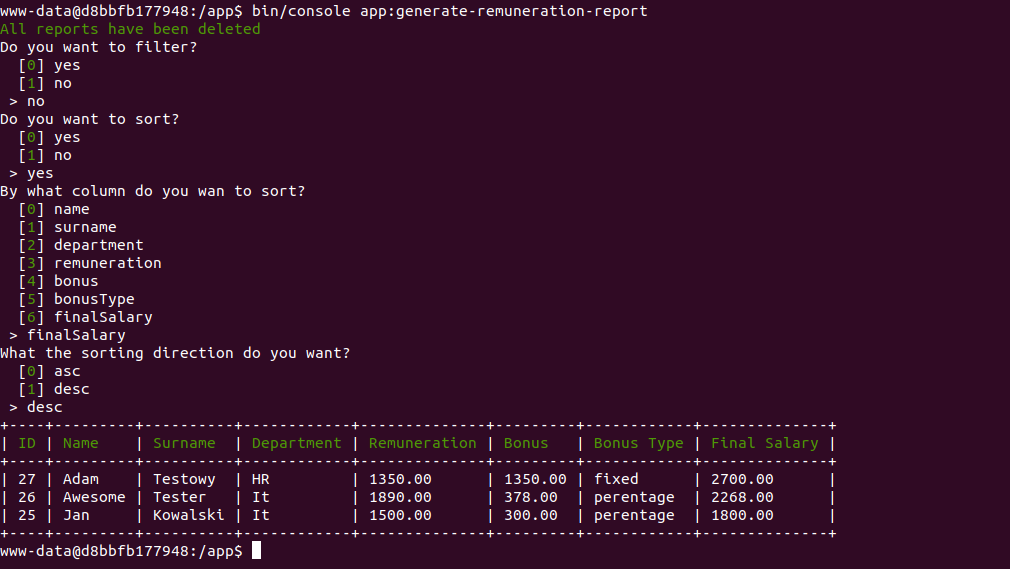 www-data@d8bbfb177948:/app$ bin/console app:generate-remuneration-report
All reports have been deleted
Do you want to filter?
  [0] yes
  [1] no
 > no
Do you want to sort?
  [0] yes
  [1] no
 > yes
By what column do you wan to sort?
  [0] name
  [1] surname
  [2] department
  [3] remuneration
  [4] bonus
  [5] bonusType
  [6] finalSalary
 > finalSalary
What the sorting direction do you want?
  [0] asc
  [1] desc
 > desc
+----+---------+----------+------------+--------------+---------+------------+--------------+
| ID | Name    | Surname  | Department | Remuneration | Bonus   | Bonus Type | Final Salary |
+----+---------+----------+------------+--------------+---------+------------+--------------+
| 27 | Adam    | Testowy  | HR         | 1350.00      | 1350.00 | fixed      | 2700.00      |
| 26 | Awesome | Tester   | It         | 1890.00      | 378.00  | perentage  | 2268.00      |
| 25 | Jan     | Kowalski | It         | 1500.00      | 300.00  | perentage  | 1800.00      |
+----+---------+----------+------------+--------------+---------+------------+--------------+
www-data@d8bbfb177948:/app$